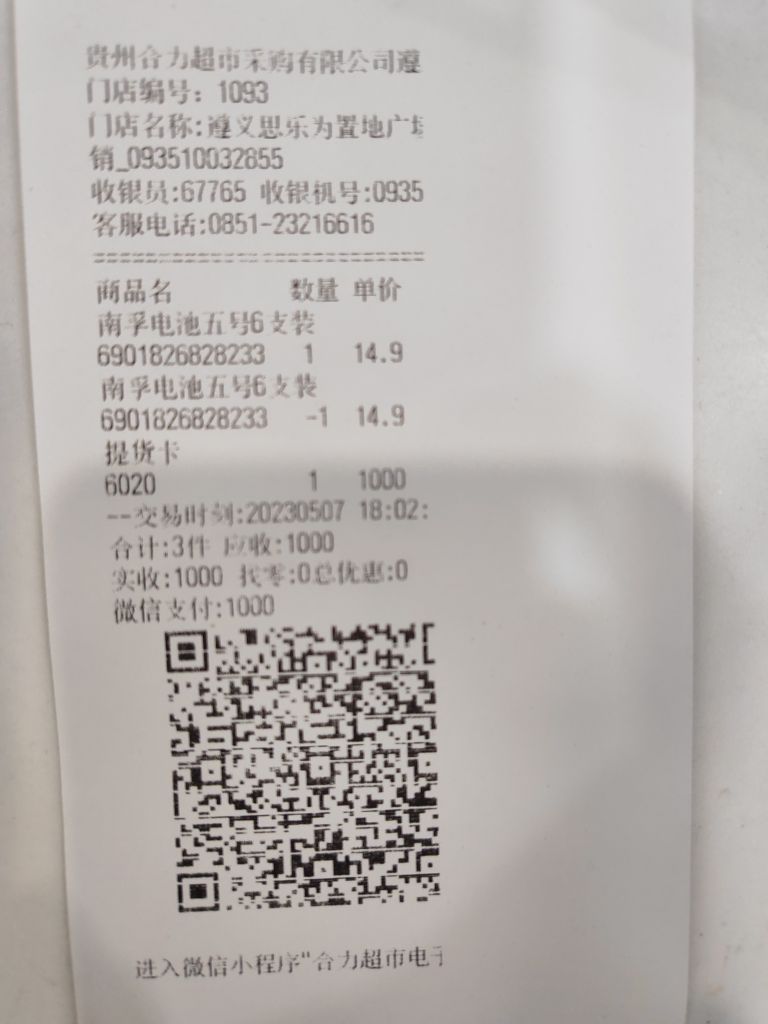 贵州合力超市采购有限公司遵
门店编号：1093
门店名称:遵义思乐为置地广
销_093510032855
收银员:67765 收银机号:0935
客服电话:0851-23216616
================================
商品名 数量 单价
南孚电池五号6支装
6901826828233 1 14.9
南孚电池五号6支装
6901826828233 -1 14.9
提货卡
6020 1 1000
--交易时刻:20230507 18:02:
合计:3件 应收:1000
实收:1000 找零:0总优惠:0
微信支付:1000
进入微信小程序"合力超市电子